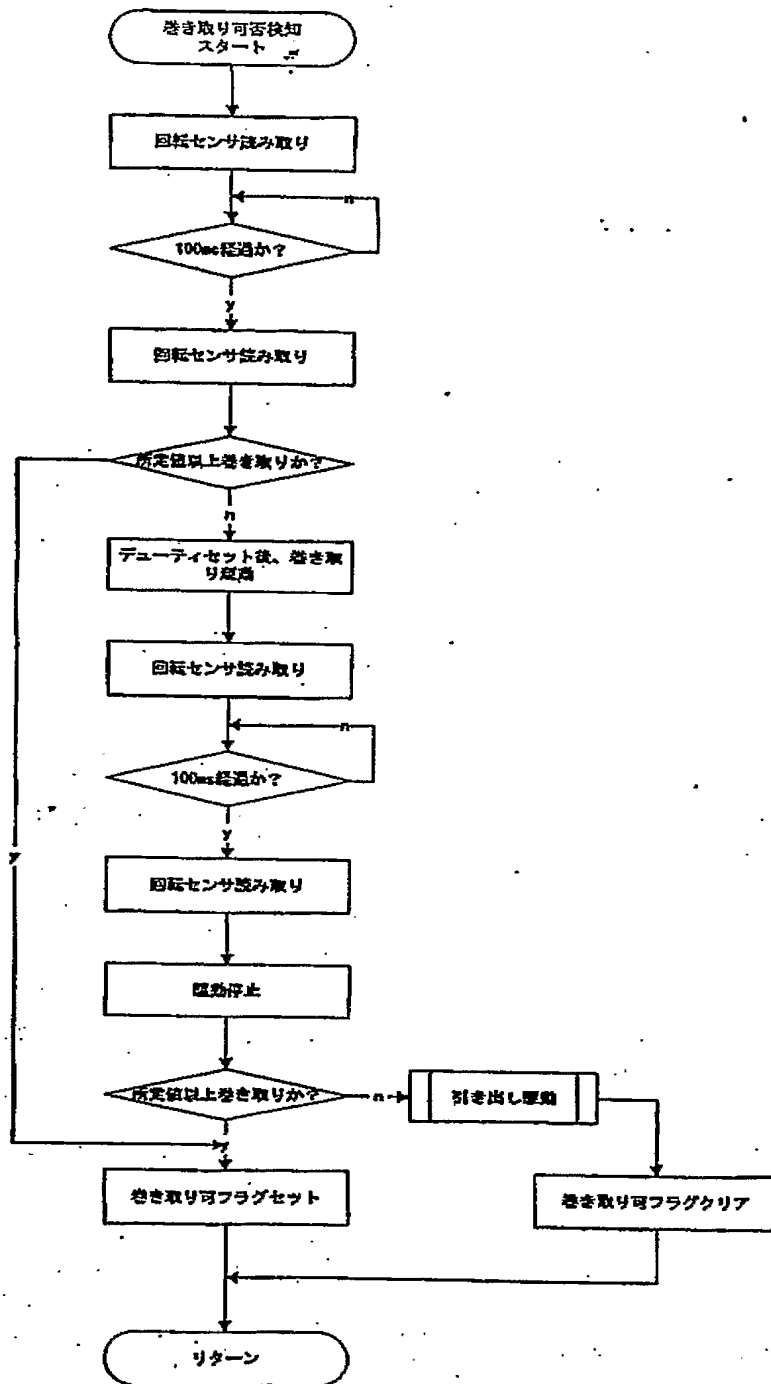 巻き取り可否検知
スタート
回転センサ読み取り
n
100ms経過か?
y
回転センサ読み取り
所定値以上巻き取りか?
n
デューティセット後、巻き取
り駆動
回転センサ読み取り
n
100ms経過か?
y
y
回転センサ読み取り
駆動停止
所定値以上巻き取りか?
n
引き出し駆動
y
巻き取り可フラグセット
巻き取り可フラグクリア
リターン